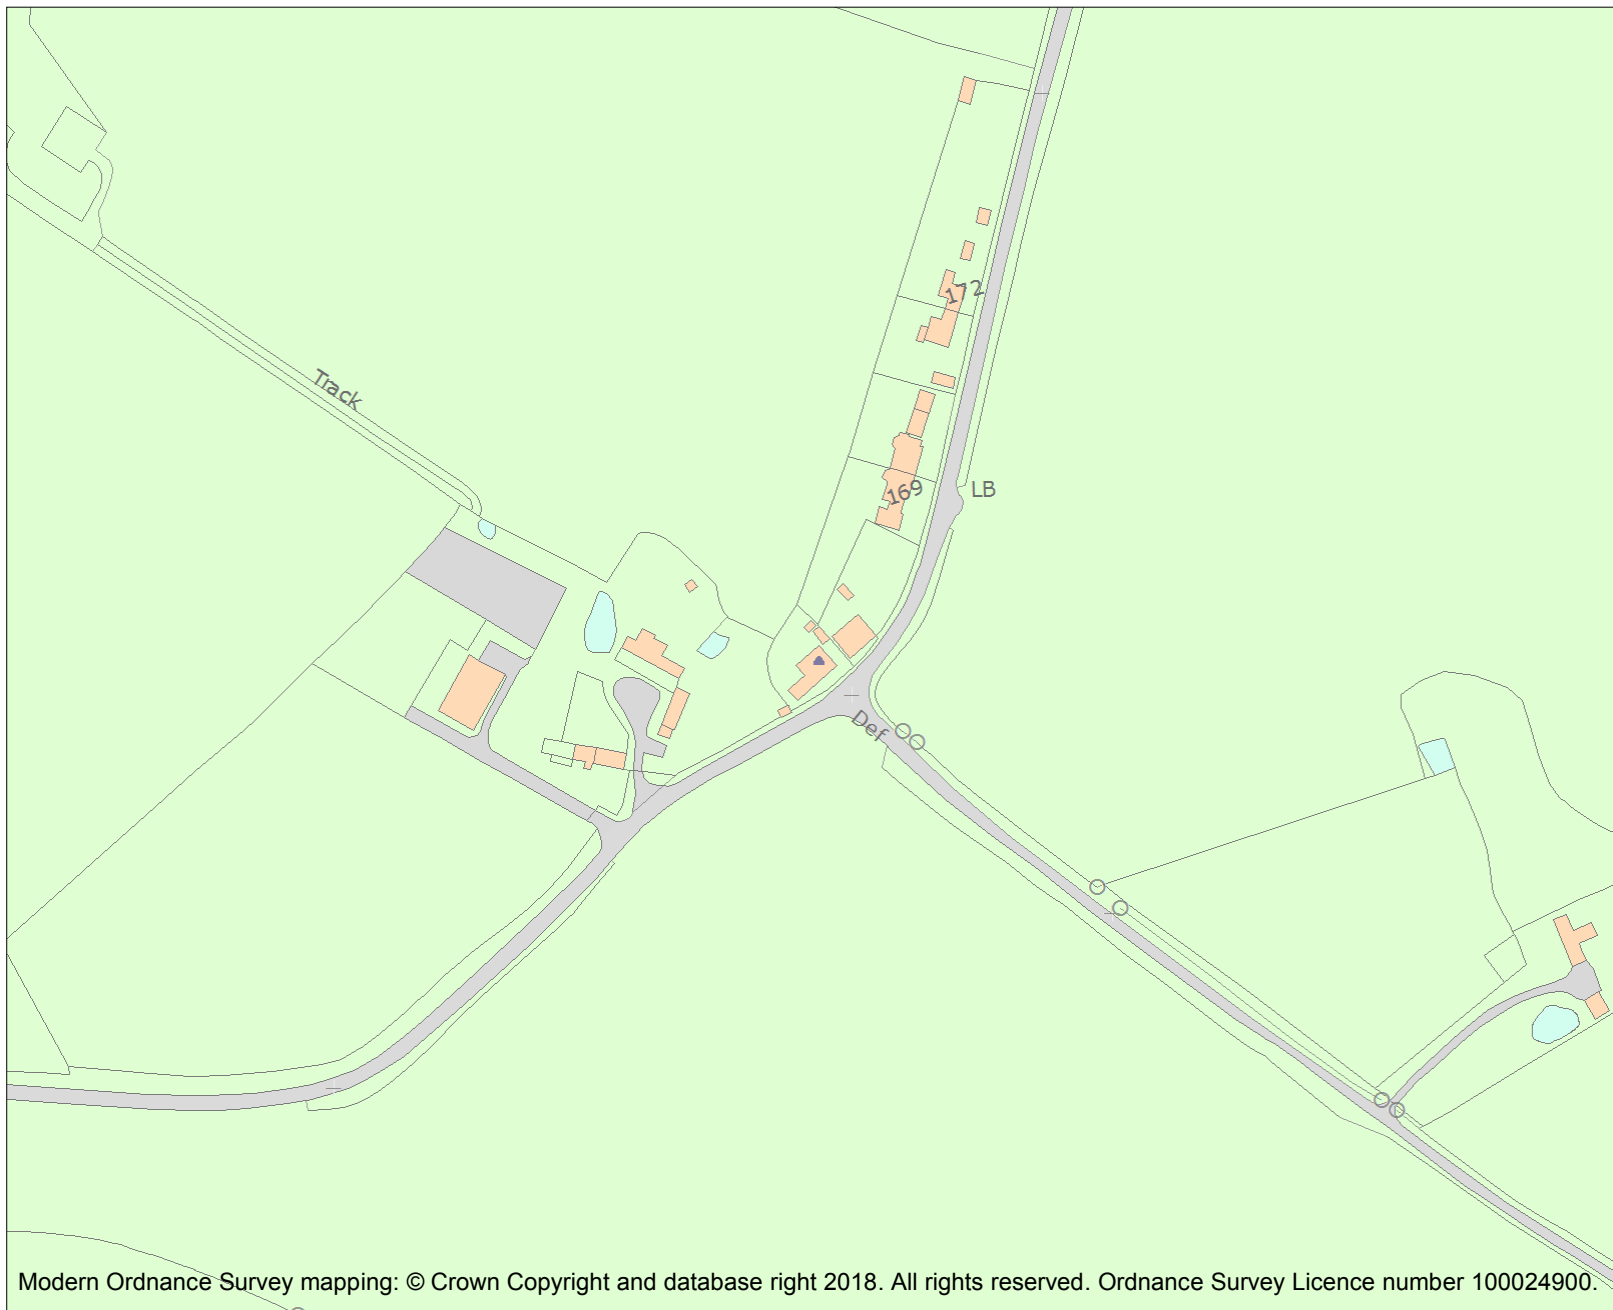 172
Track
169
LB
Def
Modern Ordnance Survey mapping: © Crown Copyright and database right 2018. All rights reserved. Ordnance Survey Licence number 100024900.